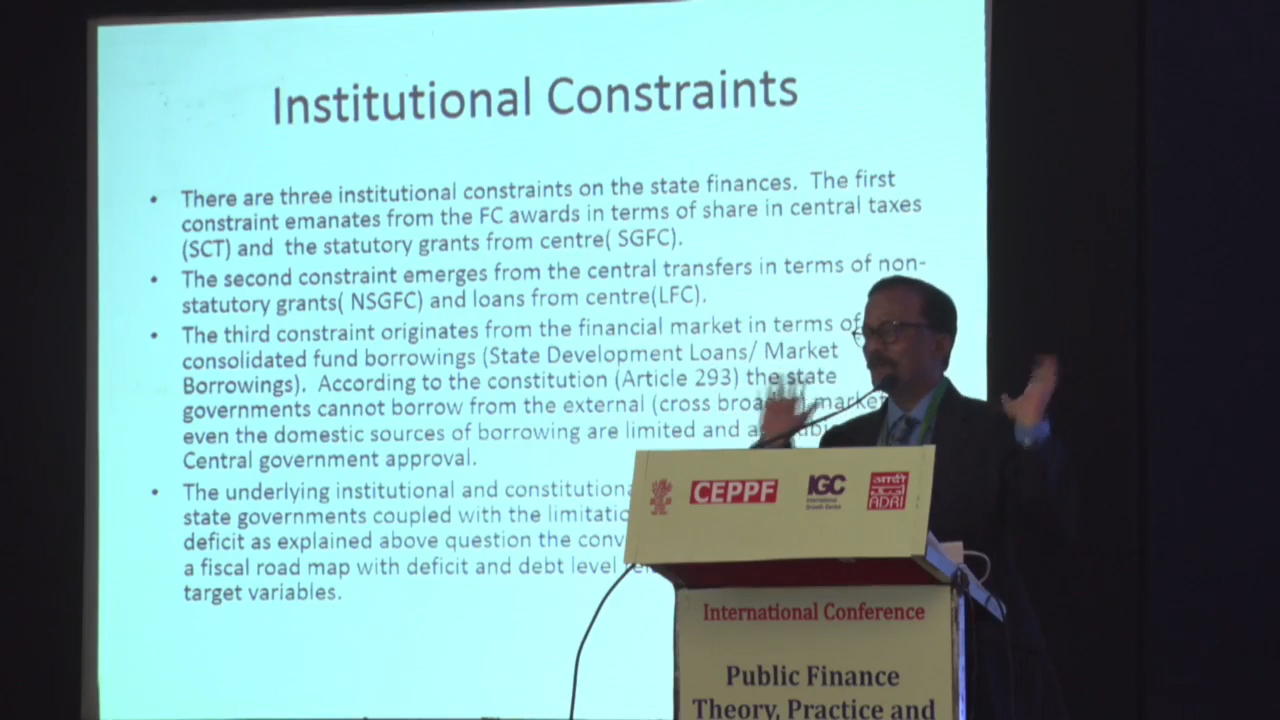 Institutional Constraints
• There are three institutional constraints on the state finances. The first
constraint emanates from the FC awards in terms of share in central taxes
(SCT) and the statutory grants from centre( SGFC).
• The second constraint emerges from the central transfers in terms of non-
statutory grants( NSGFC) and loans from centre(LFC).
• The third constraint originates from the financial market in terms of
consolidated fund borrowings (State Development Loans/ Market
Borrowings). According to the constitution (Article 293) the state
governments cannot borrow from the external (cross market
even the domestic sources of borrowing are limited and
Central government approval.
• The underlying institutional and
state governments coupled with the
deficit as explained above question the
a fiscal road map with deficit and debt level
target variables.
CEPPF
IGC
International
Growth Centre
आद्री
ADRI
International Conference
Public Finance
Theory, Practice and